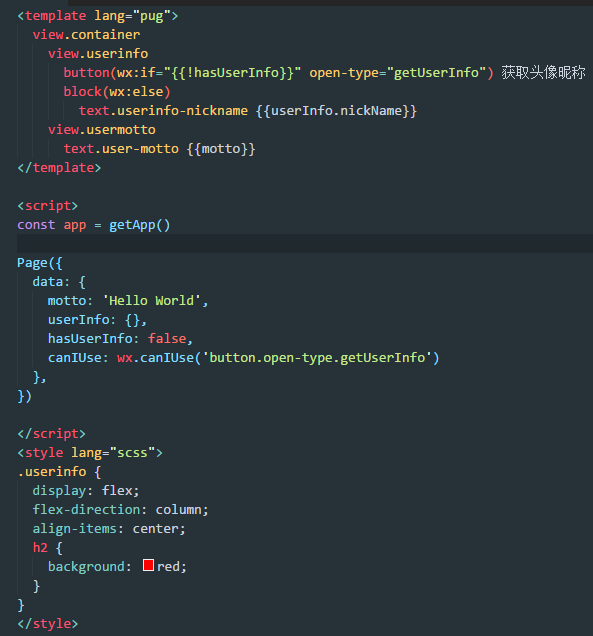 <template lang="pug">
  view.container
    view.userinfo
      button(wx:if="{{!hasUserInfo}}" open-type="getUserInfo") 获取头像昵称
      block(wx:else)
        text.userinfo-nickname {{userInfo.nickName}}
    view.usermotto
      text.user-motto {{motto}}
</template>

<script>
const app = getApp()

Page({
  data: {
    motto: 'Hello World',
    userInfo: {},
    hasUserInfo: false,
    canIUse: wx.canIUse('button.open-type.getUserInfo')
  },
})

</script>
<style lang="scss">
.userinfo {
  display: flex;
  flex-direction: column;
  align-items: center;
  h2 {
    background: red;
  }
}
</style>